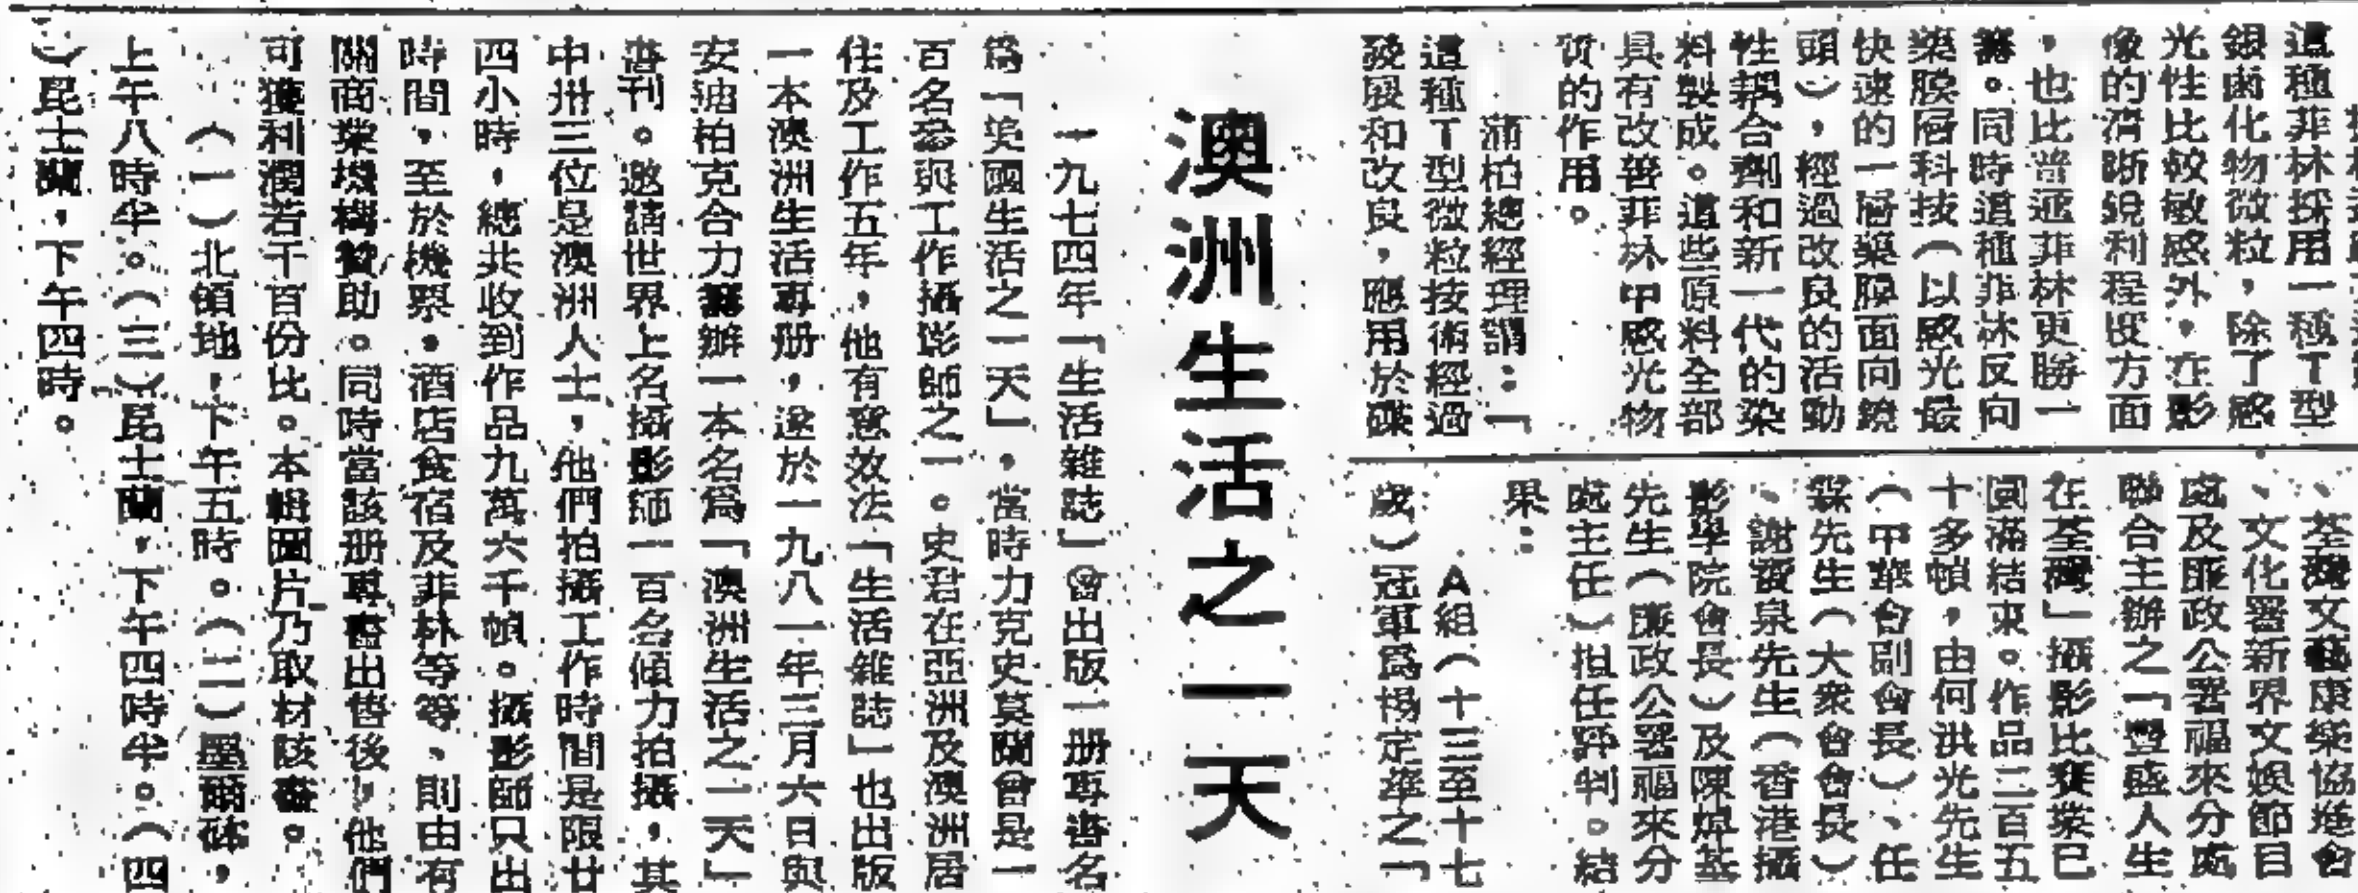 這種菲林採用一種T型
銀鹵化物微粒，除了感
光性比較敏感外，在影
像的清晰銳利程度方面
，也比普通菲林更勝一
籌。同時這種菲林反向
藥膜層科技（以感光最
快速的一層藥膜面向鏡
頭），經過改良的活動
性耦合劑和新一代的染
料製成。這些原料全部
具有改善菲林中感光物
質的作用。
蒲柏總經理謂：「
這種T型微粒技術經過
發展和改良，應用於碟
、荃灣文藝康樂協進會
、文化署新界文娛節目
處及廉政公署福來分處
聯合主辦之「豐盛人生
在荃灣」攝影比賽業已
圓滿結束。作品二百五
十多幀，由何洪光先生
（甲華會副會長）、任
霖先生（大衆會會長）
、謝寶泉先生（香港攝
影學院會長）及陳焯基
先生（廉政公署福來分
處主任）担任評判。結
果：
A組（十三至十七
歲）冠軍爲楊定華之「
澳洲生活之一天
一九七四年「生活雜誌」曾出版一册專書名
爲「美國生活之一天」，當時力克史莫蘭曾是一
百名參與工作攝影師之一。史君在亞洲及澳洲居
住及工作五年，他有意效法「生活雜誌」也出版
一本澳洲生活專册，遂於一九八一年三月六日與
安迪柏克合力籌辦一本名爲「澳洲生活之一天」
書刊。邀請世界上名攝影師一百名傾力拍攝，其
中卅三位是澳洲人士，他們拍攝工作時間是限廿
四小時，總共收到作品九萬六千幀。攝影師只出
時間，至於機票，酒店食宿及菲林等等、則由有
關商業機構贊助。同時當該册專書出售後，他們
可獲利潤若干百份比。本輯圖片乃取材該書。
（一）北領地，下午五時。（二）墨爾砵，
上午八時半。（三）昆士蘭，下午四時半。（四
）昆士蘭，下午四時。